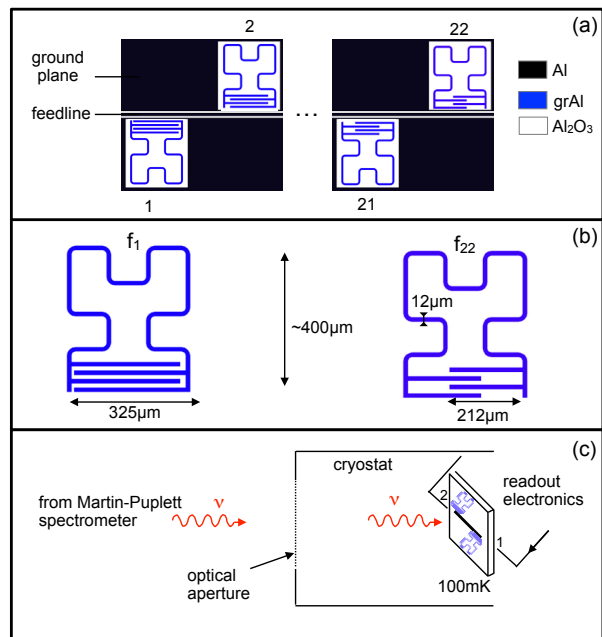 (a)
2
22
ground
plane
feedline
...
Al
grAl
Al₂O₃
1
21
(b)
f₁
f₂₂
12μm
~400μm
325μm
212μm
(c)
cryostat
from Martin-Puplett
spectrometer
ν
ν
2
readout
electronics
1
optical
aperture
100mK